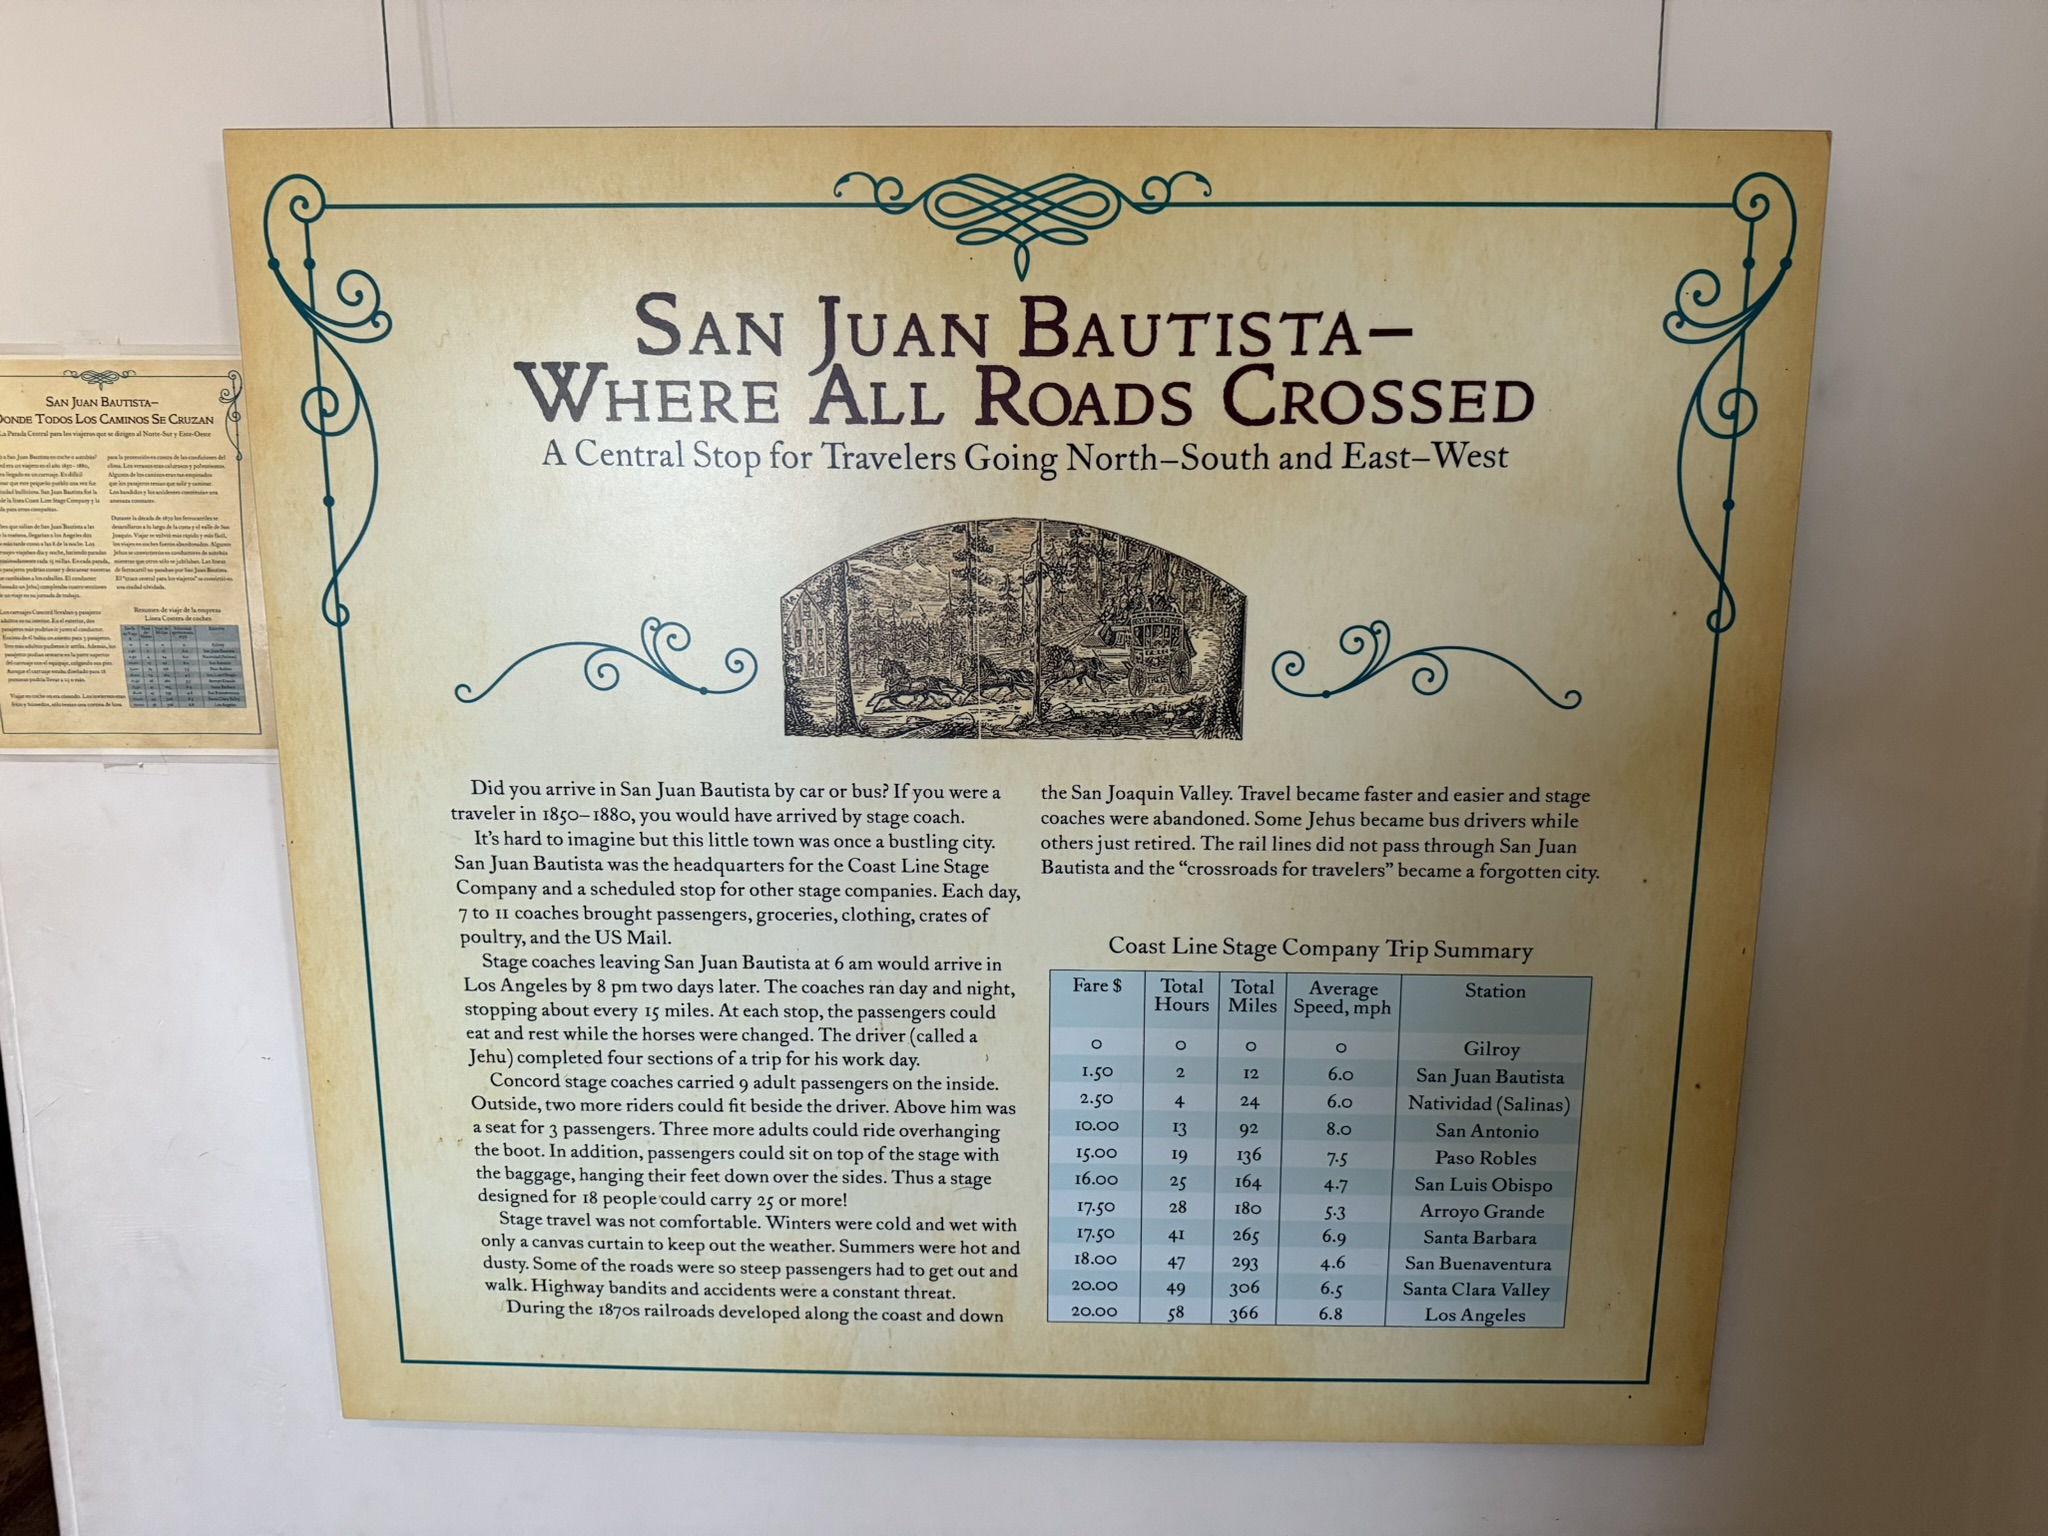 San Juan Bautista–
Where All Roads Crossed
A Central Stop for Travelers Going North–South and East–West
Did you arrive in San Juan Bautista by car or bus? If you were a
traveler in 1850–1880, you would have arrived by stage coach.
It's hard to imagine but this little town was once a bustling city.
San Juan Bautista was the headquarters for the Coast Line Stage
Company and a scheduled stop for other stage companies. Each day,
7 to 11 coaches brought passengers, groceries, clothing, crates of
poultry, and the US Mail.
Stage coaches leaving San Juan Bautista at 6 am would arrive in
Los Angeles by 8 pm two days later. The coaches ran day and night,
stopping about every 15 miles. At each stop, the passengers could
eat and rest while the horses were changed. The driver (called a
Jehu) completed four sections of a trip for his work day.
Concord stage coaches carried 9 adult passengers on the inside.
Outside, two more riders could fit beside the driver. Above him was
a seat for 3 passengers. Three more adults could ride overhanging
the boot. In addition, passengers could sit on top of the stage with
the baggage, hanging their feet down over the sides. Thus a stage
designed for 18 people could carry 25 or more!
Stage travel was not comfortable. Winters were cold and wet with
only a canvas curtain to keep out the weather. Summers were hot and
dusty. Some of the roads were so steep passengers had to get out and
walk. Highway bandits and accidents were a constant threat.
During the 1870s railroads developed along the coast and down
the San Joaquin Valley. Travel became faster and easier and stage
coaches were abandoned. Some Jehus became bus drivers while
others just retired. The rail lines did not pass through San Juan
Bautista and the “crossroads for travelers” became a forgotten city.
Coast Line Stage Company Trip Summary
Fare $ Total Hours Total Miles Average Speed, mph Station
0 0 0 0 Gilroy
1.50 2 12 6.0 San Juan Bautista
2.50 4 24 6.0 Natividad (Salinas)
10.00 13 92 8.0 San Antonio
15.00 19 136 7.5 Paso Robles
16.00 25 164 4.7 San Luis Obispo
17.50 28 180 5.3 Arroyo Grande
17.50 41 265 6.9 Santa Barbara
18.00 47 293 4.6 San Buenaventura
20.00 49 306 6.5 Santa Clara Valley
20.00 58 366 6.8 Los Angeles
San Juan Bautista–
Donde Todos Los Caminos Se Cruzan
La Parada Central para los viajeros que se dirigen al Norte-Sur y Este-Oeste